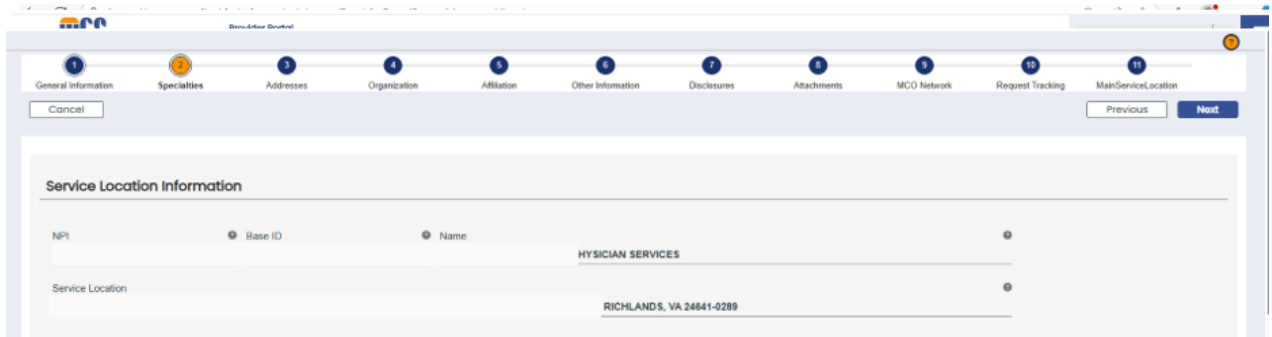 Provider Portal
?
1 2 3 4 5 6 7 8 9 10 11
General Information Specialties Addresses Organization Affiliation Other Information Disclosures Attachments MCO Network Request Tracking MainServiceLocation
Cancel Previous Next
Service Location Information
NPI ? Base ID ? Name ?
HYSICIAN SERVICES
Service Location ?
RICHLANDS, VA 24641-0289